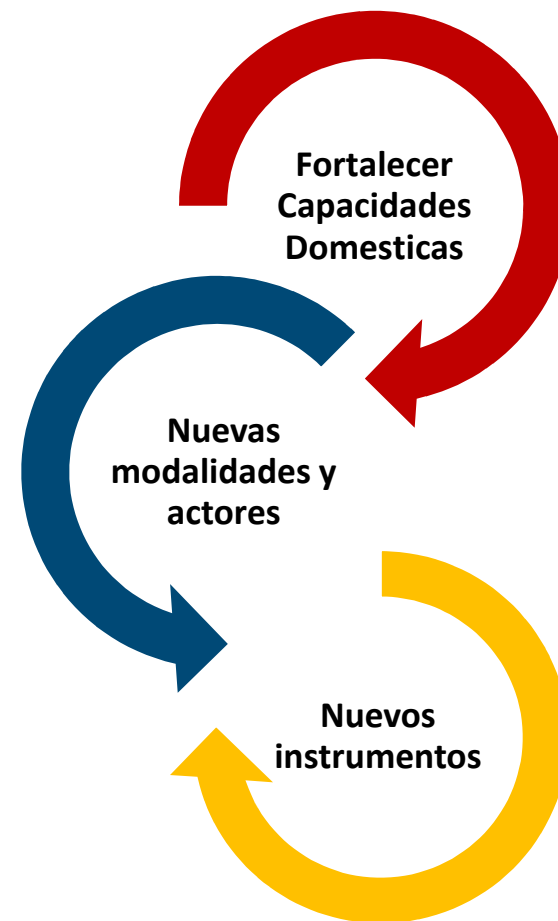 Fortalecer
Capacidades
Domesticas
Nuevas
modalidades y
actores
Nuevos
instrumentos